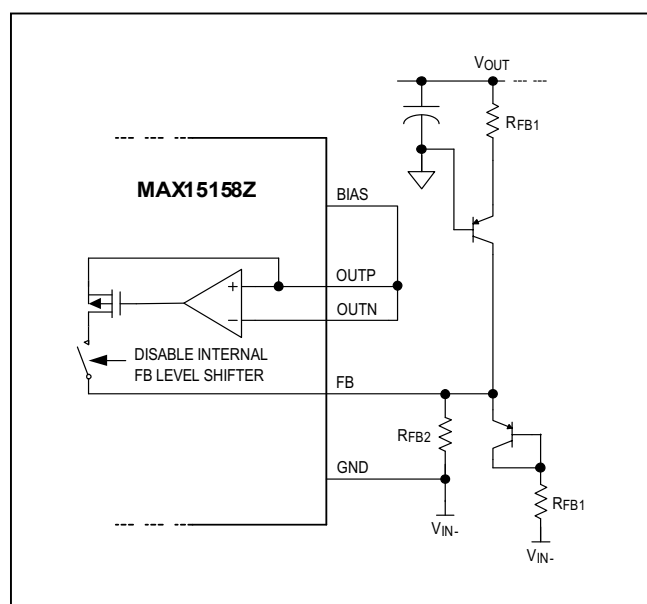 VOUT
RFB1
MAX15158Z
BIAS
OUTP
+
OUTN
−
DISABLE INTERNAL
FB LEVEL SHIFTER
FB
RFB2
GND
RFB1
VIN-
VIN-